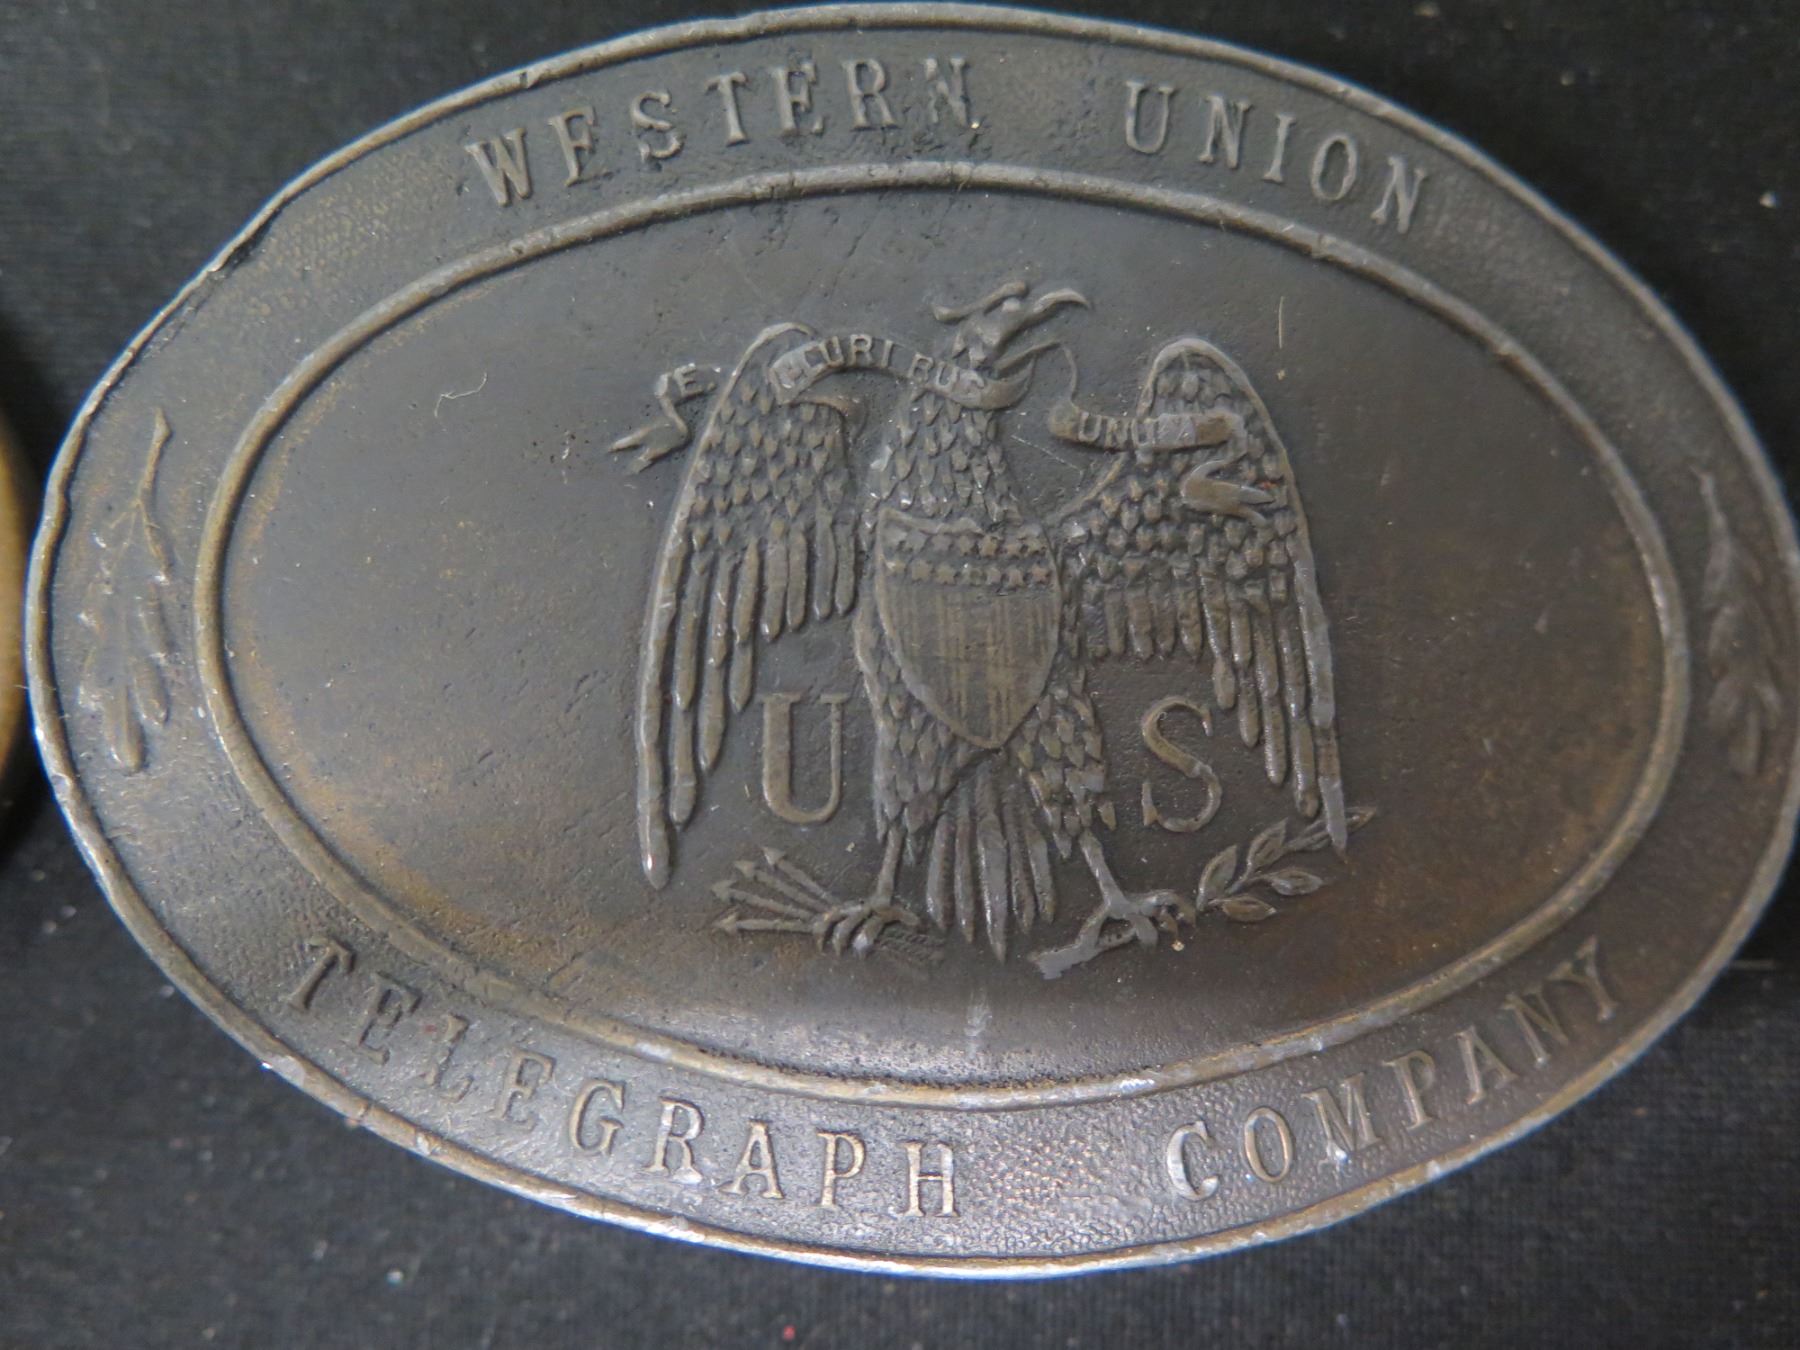 WESTERN UNION
E PLURIBUS UNUM
U S
TELEGRAPH COMPANY